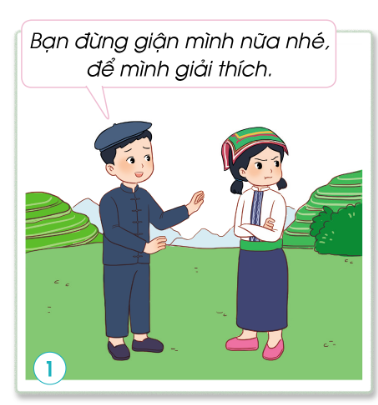 Bạn đừng giận mình nữa nhé,
để mình giải thích.
1